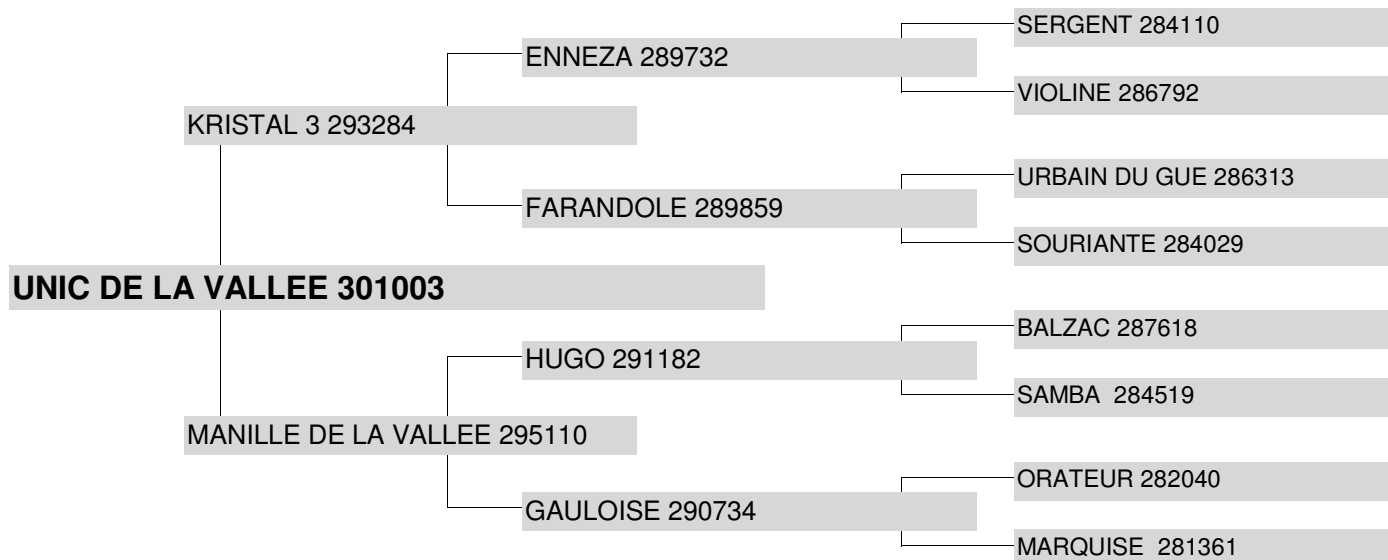 SERGENT 284110
ENNEZA 289732
VIOLINE 286792
KRISTAL 3 293284
URBAIN DU GUE 286313
FARANDOLE 289859
SOURIANTE 284029
UNIC DE LA VALLEE 301003
BALZAC 287618
HUGO 291182
SAMBA 284519
MANILLE DE LA VALLEE 295110
ORATEUR 282040
GAULOISE 290734
MARQUISE 281361